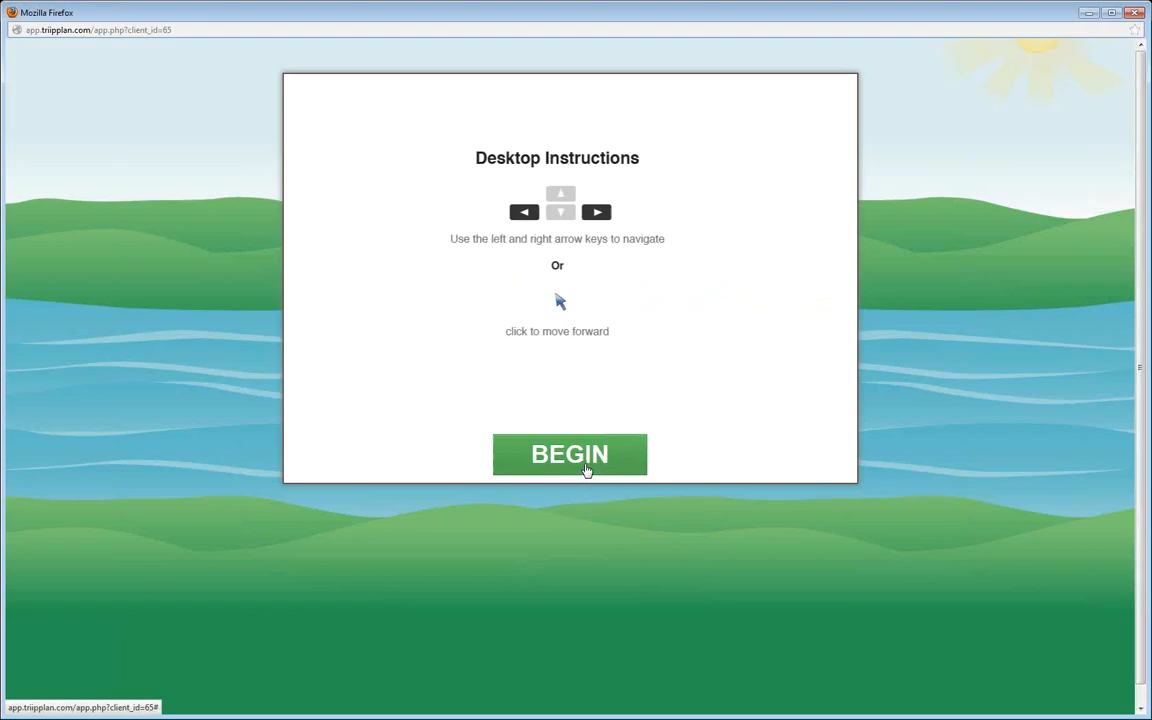 Mozilla Firefox
app.triipplan.com/app.php?client_id=65
Desktop Instructions
Use the left and right arrow keys to navigate
Or
click to move forward
BEGIN
app.triipplan.com/app.php?client_id=65#